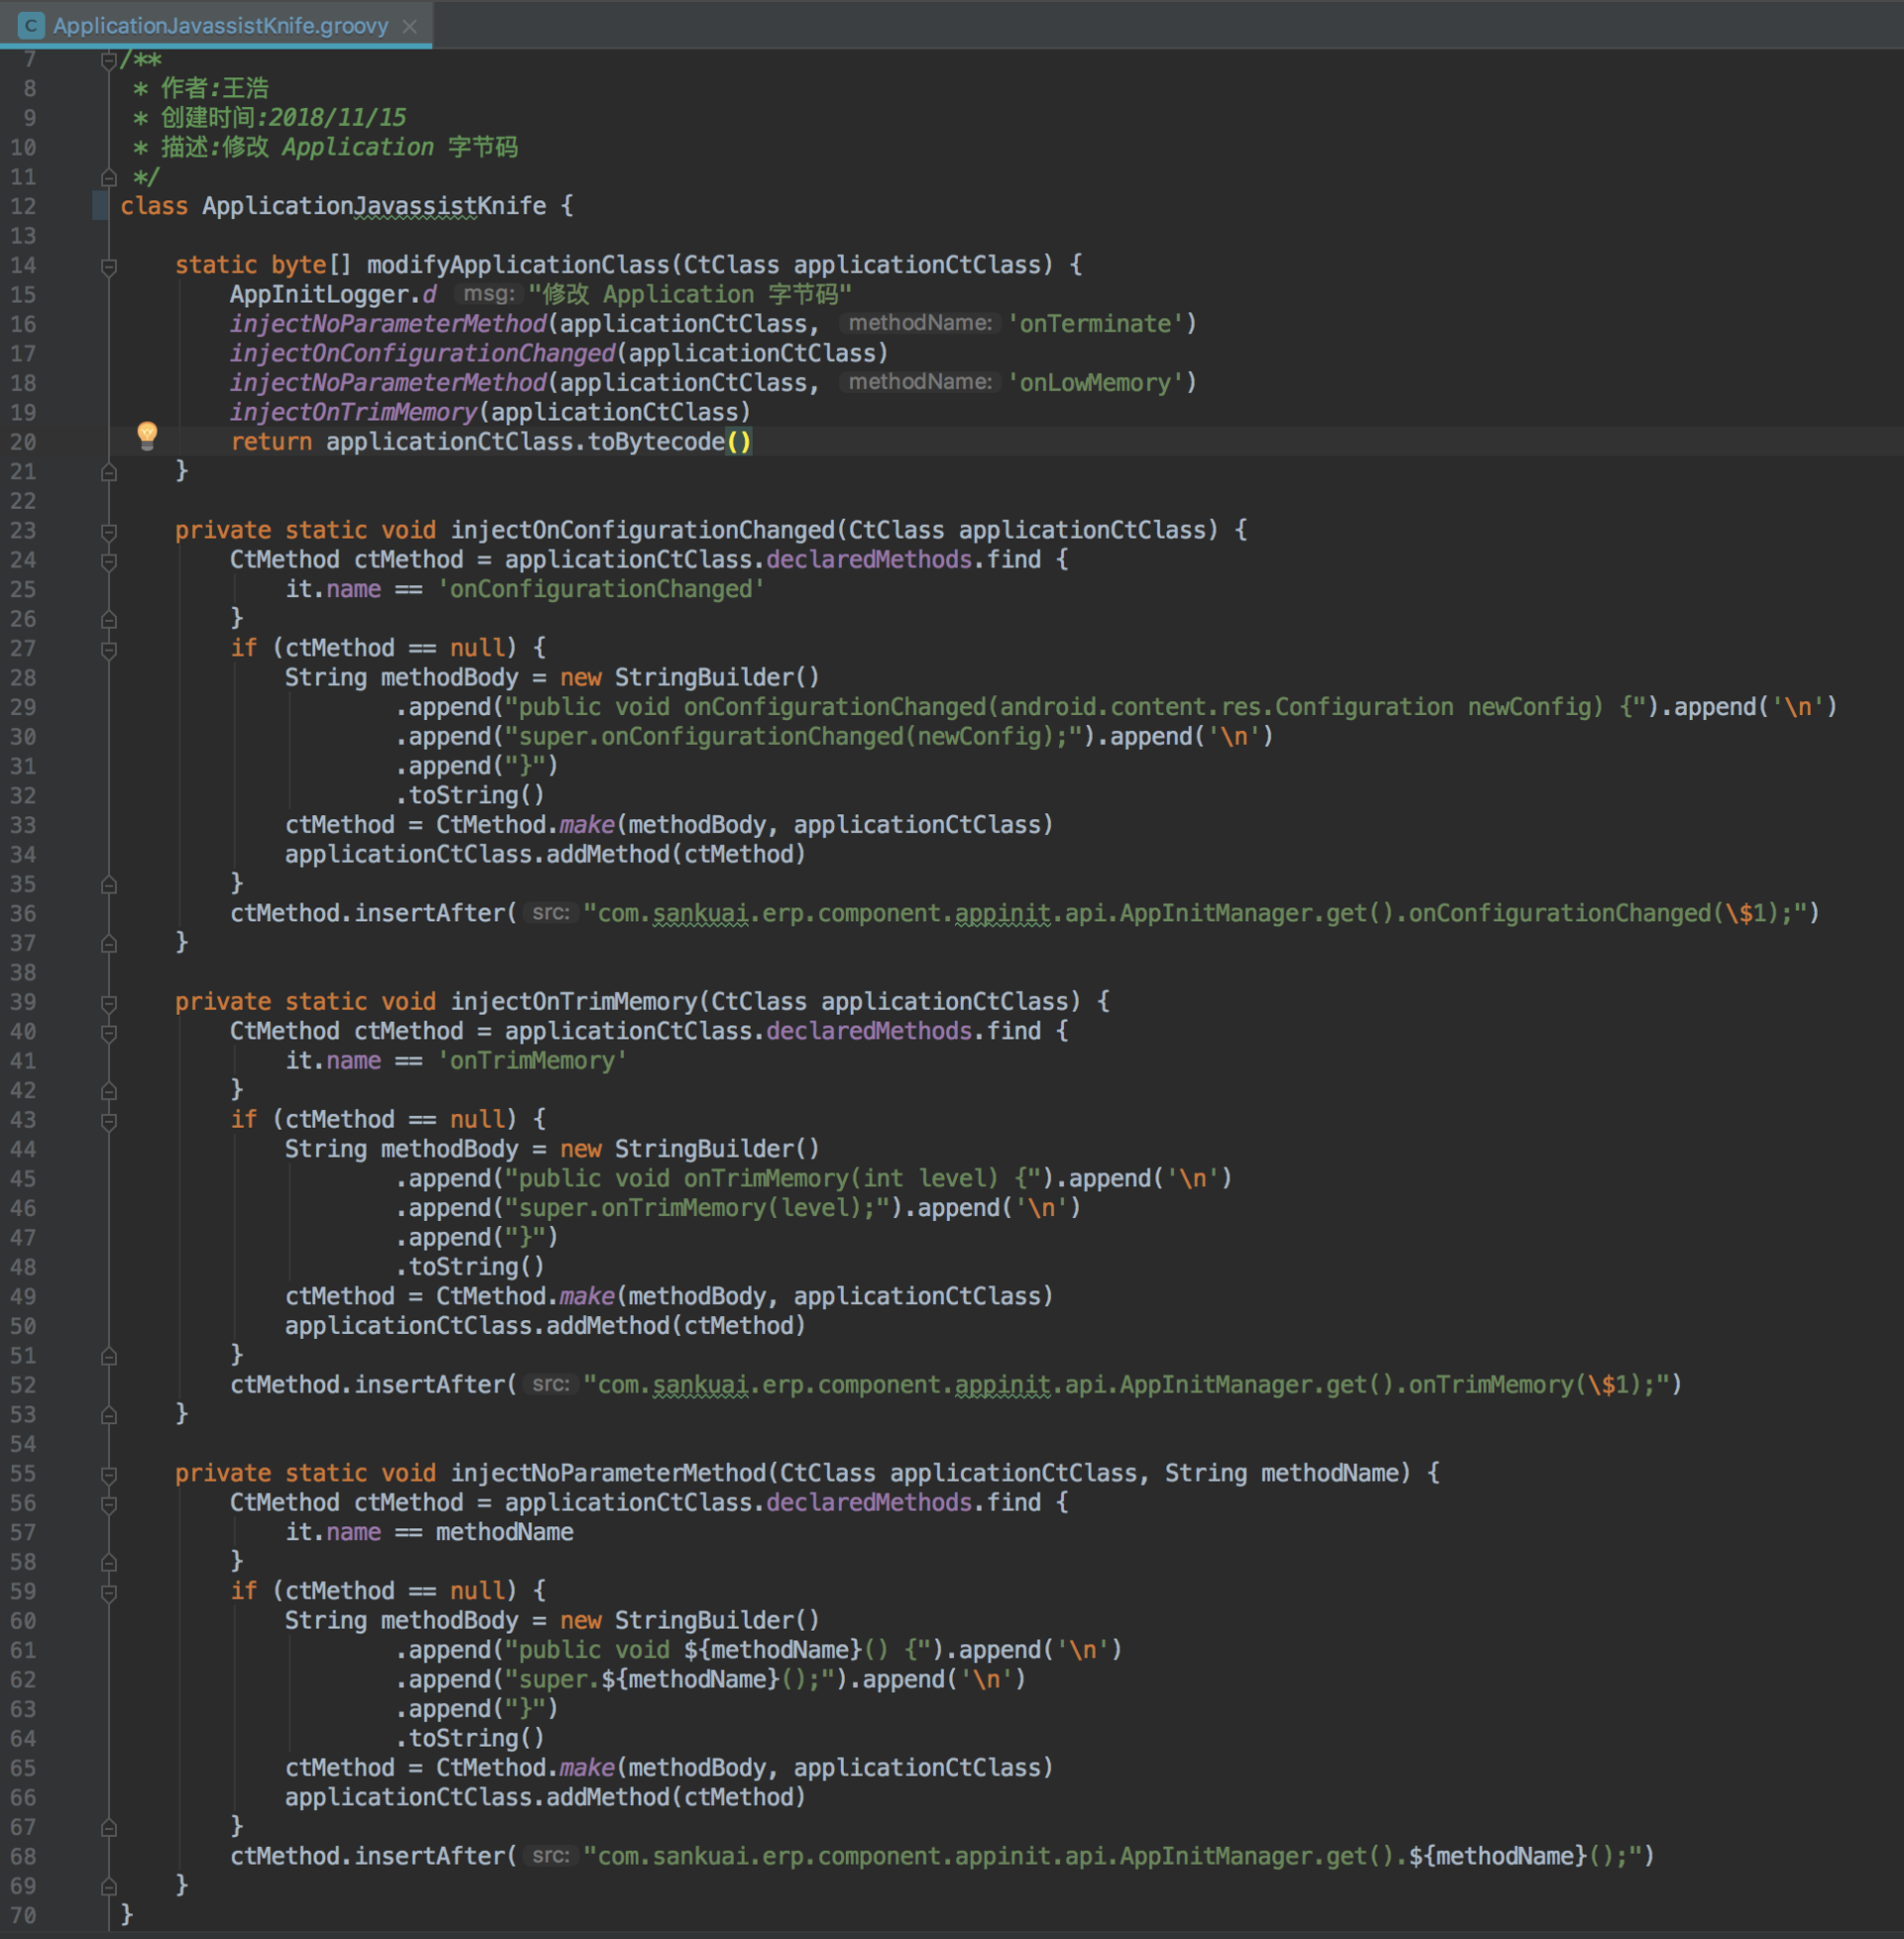 ApplicationJavassistKnife.groovy
7 /**
8 * 作者:王浩
9 * 创建时间:2018/11/15
10 * 描述:修改 Application 字节码
11 */
12 class ApplicationJavassistKnife {
13
14 static byte[] modifyApplicationClass(CtClass applicationCtClass) {
15 AppInitLogger.d msg: "修改 Application 字节码"
16 injectNoParameterMethod(applicationCtClass, methodName: 'onTerminate')
17 injectOnConfigurationChanged(applicationCtClass)
18 injectNoParameterMethod(applicationCtClass, methodName: 'onLowMemory')
19 injectOnTrimMemory(applicationCtClass)
20 return applicationCtClass.toBytecode()
21 }
22
23 private static void injectOnConfigurationChanged(CtClass applicationCtClass) {
24 CtMethod ctMethod = applicationCtClass.declaredMethods.find {
25 it.name == 'onConfigurationChanged'
26 }
27 if (ctMethod == null) {
28 String methodBody = new StringBuilder()
29 .append("public void onConfigurationChanged(android.content.res.Configuration newConfig) {").append('\n')
30 .append("super.onConfigurationChanged(newConfig);").append('\n')
31 .append("}")
32 .toString()
33 ctMethod = CtMethod.make(methodBody, applicationCtClass)
34 applicationCtClass.addMethod(ctMethod)
35 }
36 ctMethod.insertAfter( src: "com.sankuai.erp.component.appinit.api.AppInitManager.get().onConfigurationChanged(\$1);")
37 }
38
39 private static void injectOnTrimMemory(CtClass applicationCtClass) {
40 CtMethod ctMethod = applicationCtClass.declaredMethods.find {
41 it.name == 'onTrimMemory'
42 }
43 if (ctMethod == null) {
44 String methodBody = new StringBuilder()
45 .append("public void onTrimMemory(int level) {").append('\n')
46 .append("super.onTrimMemory(level);").append('\n')
47 .append("}")
48 .toString()
49 ctMethod = CtMethod.make(methodBody, applicationCtClass)
50 applicationCtClass.addMethod(ctMethod)
51 }
52 ctMethod.insertAfter( src: "com.sankuai.erp.component.appinit.api.AppInitManager.get().onTrimMemory(\$1);")
53 }
54
55 private static void injectNoParameterMethod(CtClass applicationCtClass, String methodName) {
56 CtMethod ctMethod = applicationCtClass.declaredMethods.find {
57 it.name == methodName
58 }
59 if (ctMethod == null) {
60 String methodBody = new StringBuilder()
61 .append("public void ${methodName}() {").append('\n')
62 .append("super.${methodName}();").append('\n')
63 .append("}")
64 .toString()
65 ctMethod = CtMethod.make(methodBody, applicationCtClass)
66 applicationCtClass.addMethod(ctMethod)
67 }
68 ctMethod.insertAfter( src: "com.sankuai.erp.component.appinit.api.AppInitManager.get().${methodName}();")
69 }
70 }